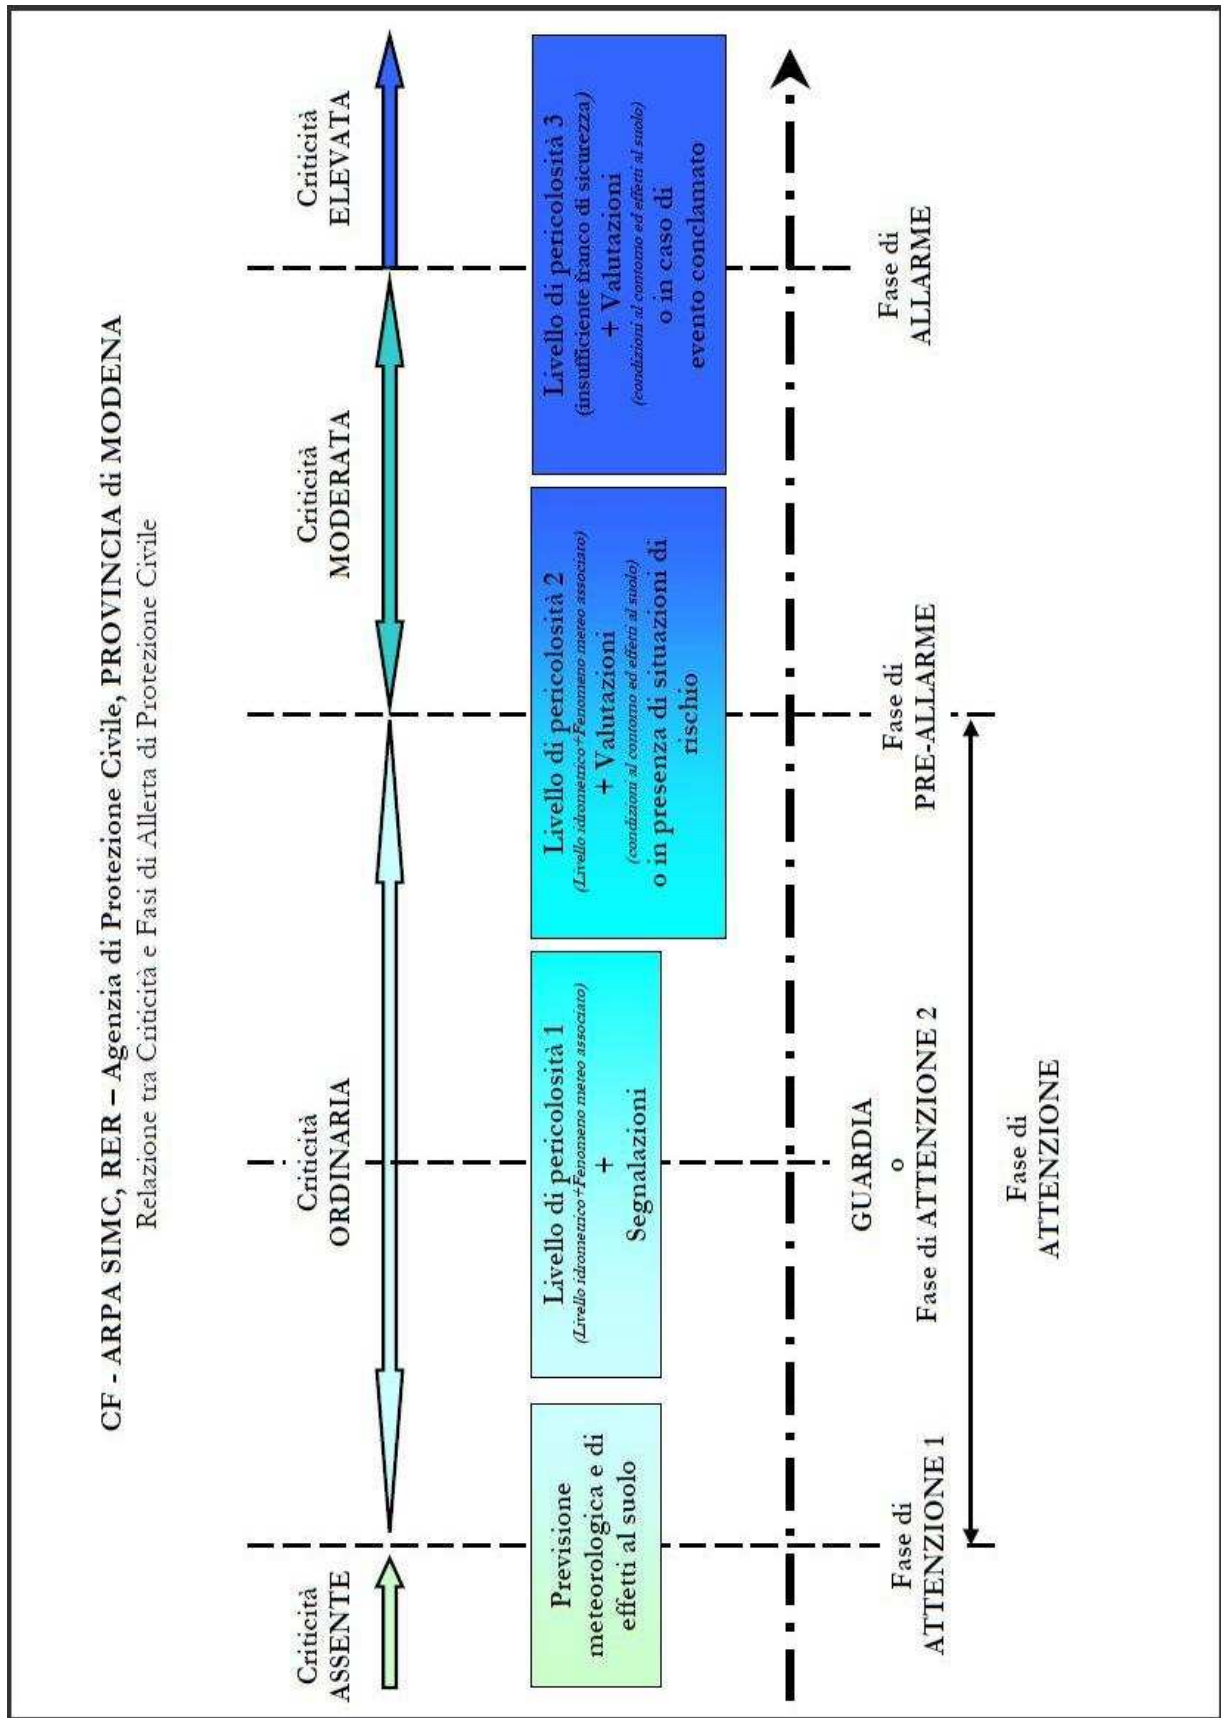 CF - ARPA SIMC, RER – Agenzia di Protezione Civile, PROVINCIA di MODENA
Relazione tra Criticità e Fasi di Allerta di Protezione Civile
Criticità
ASSENTE
Criticità
ORDINARIA
Criticità
MODERATA
Criticità
ELEVATA
Previsione
meteorologica e di
effetti al suolo
Livello di pericolosità 1
(Livello idrometrico+Fenomeno meteo associato)
+
Segnalazioni
Livello di pericolosità 2
(Livello idrometrico+Fenomeno meteo associato)
+ Valutazioni
(condizioni al contorno ed effetti al suolo)
o in presenza di situazioni di
rischio
Livello di pericolosità 3
(insufficiente franco di sicurezza)
+ Valutazioni
(condizioni al contorno ed effetti al suolo)
o in caso di
evento conclamato
Fase di
ATTENZIONE 1
GUARDIA
o
Fase di ATTENZIONE 2
Fase di
PRE-ALLARME
Fase di
ALLARME
Fase di
ATTENZIONE